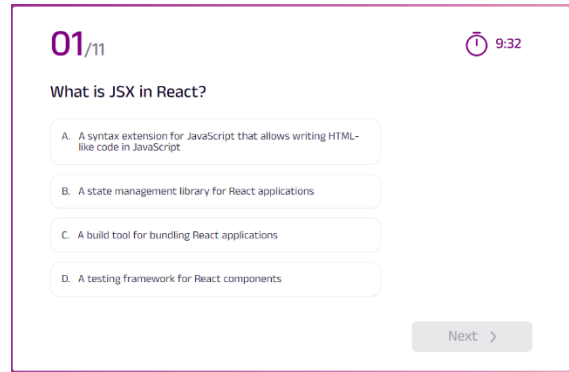 01/11
9:32
What is JSX in React?
A. A syntax extension for JavaScript that allows writing HTML-
like code in JavaScript
B. A state management library for React applications
C. A build tool for bundling React applications
D. A testing framework for React components
Next